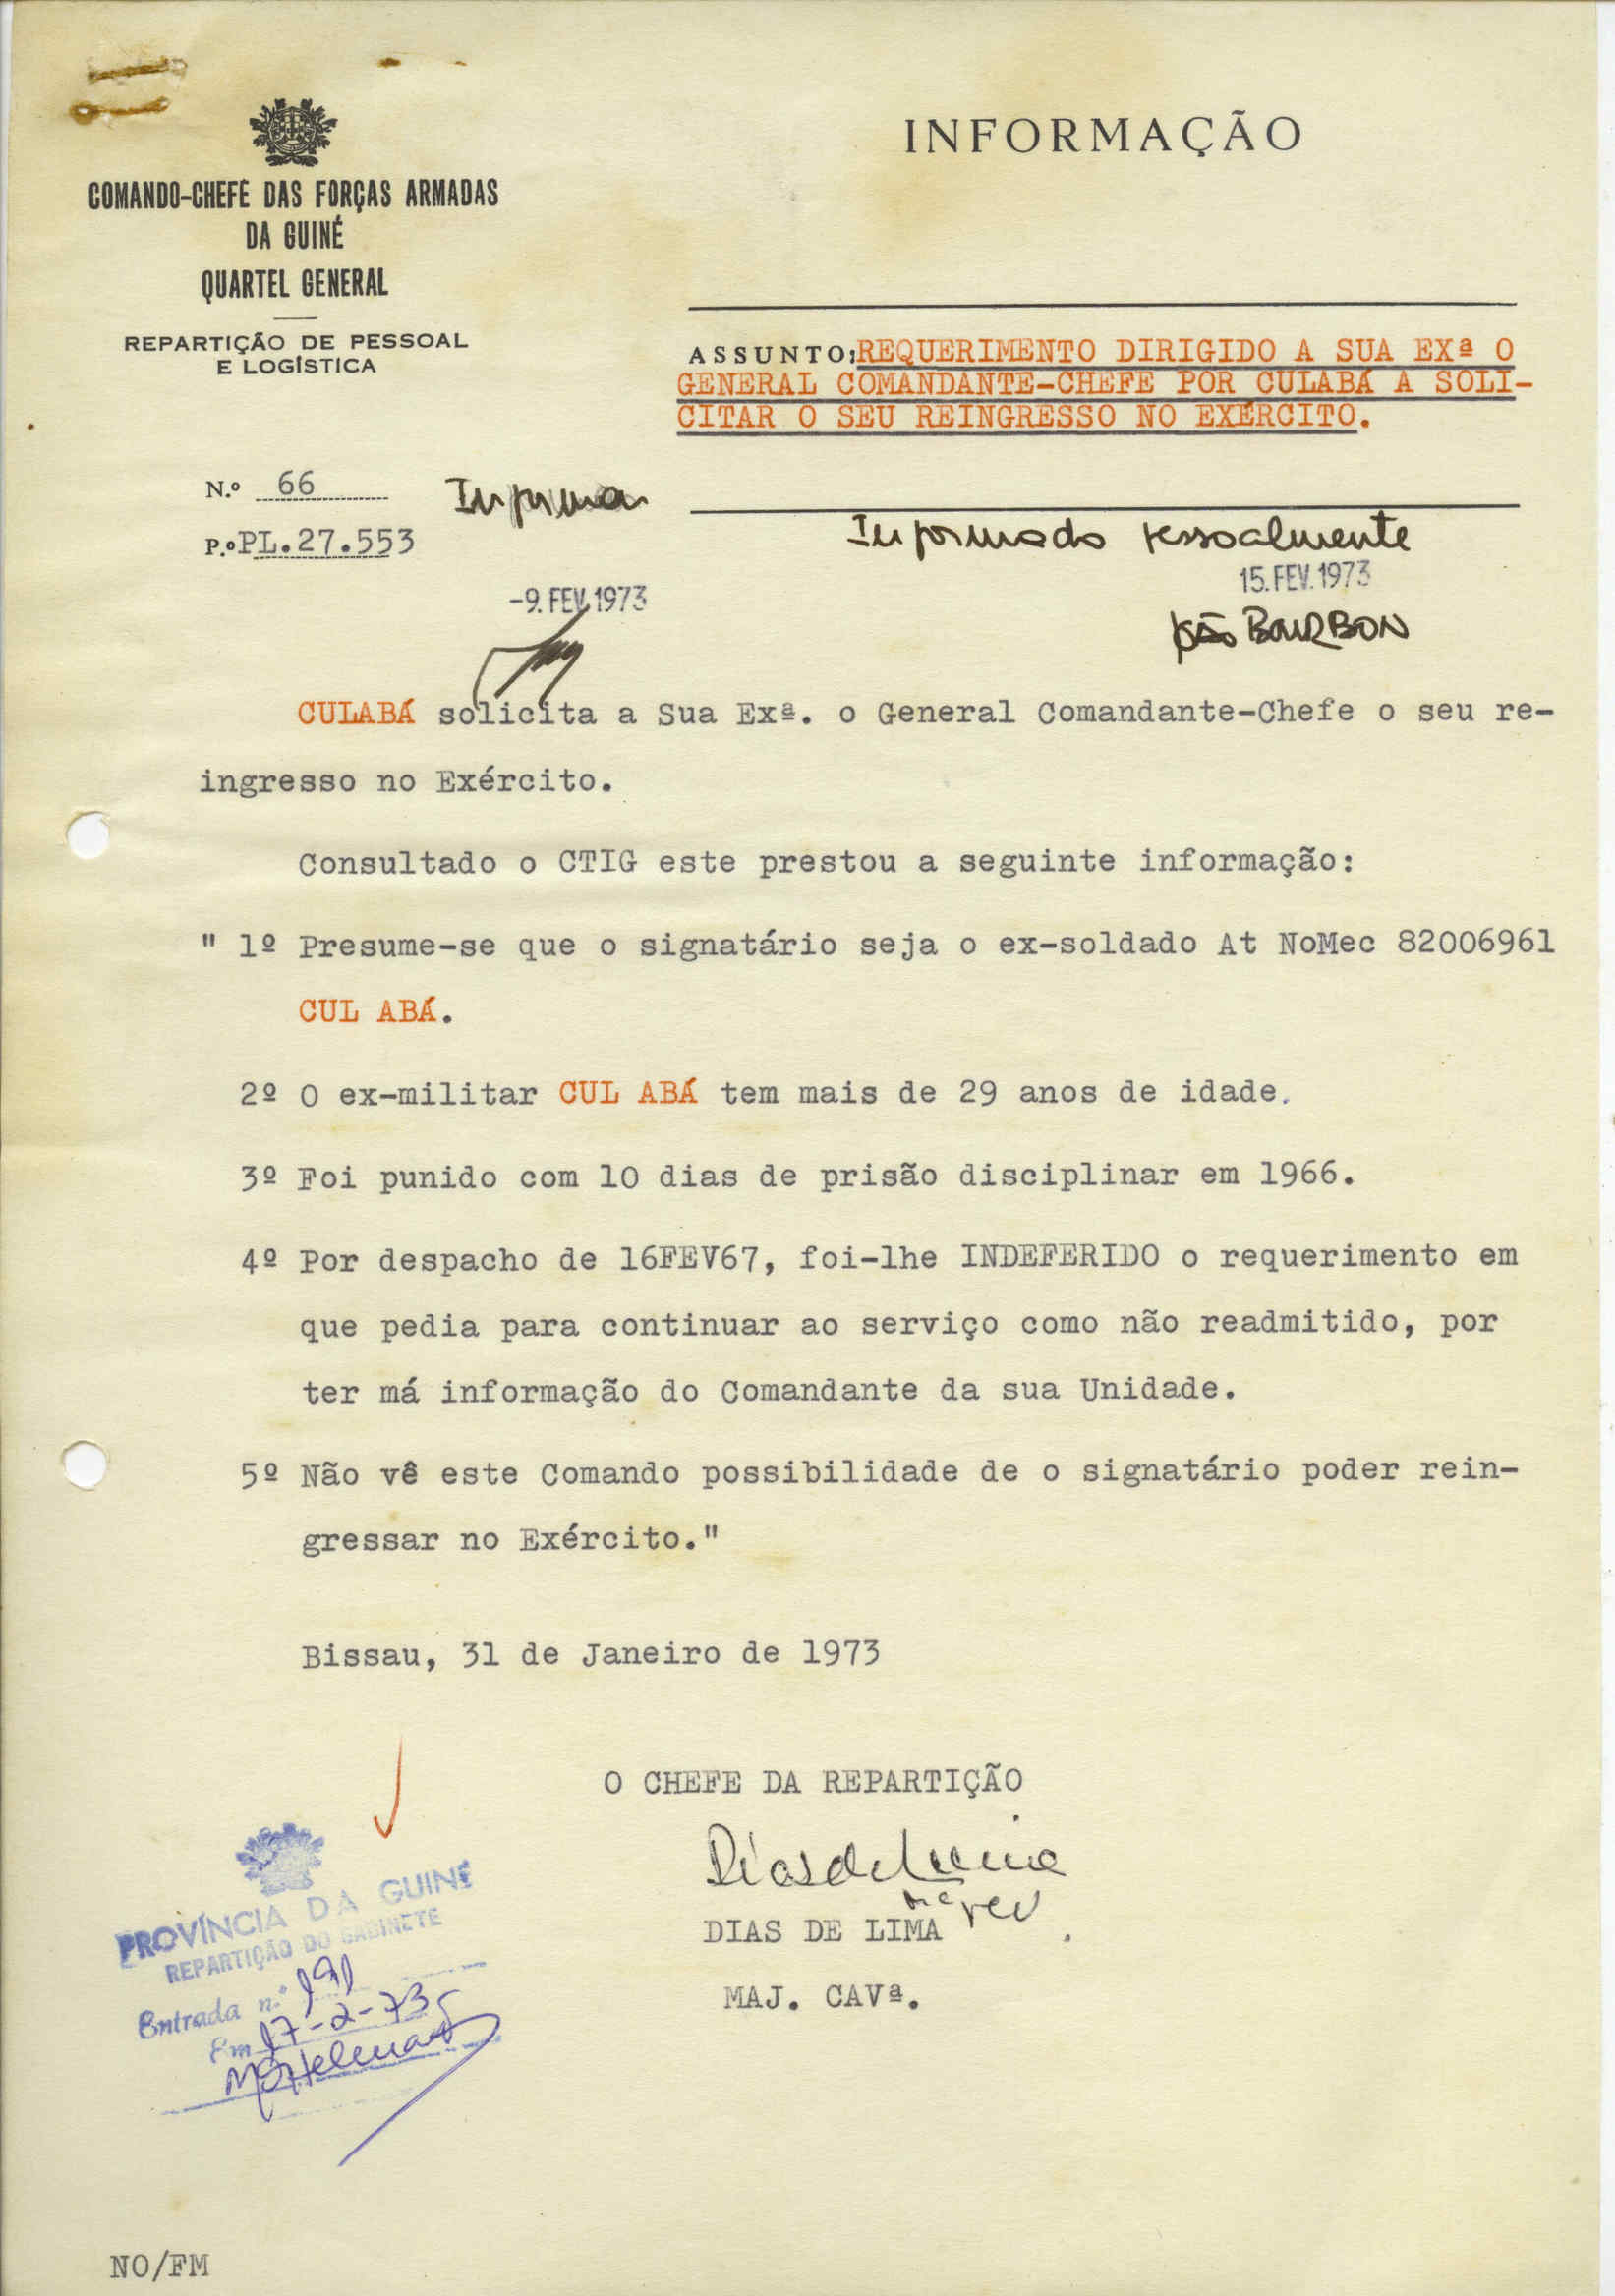 INFORMAÇÃO
COMANDO-CHEFE DAS FORÇAS ARMADAS
DA GUINÉ
QUARTEL GENERAL
REPARTIÇÃO DE PESSOAL
E LOGÍSTICA
ASSUNTO: REQUERIMENTO DIRIGIDO A SUA EXª O
GENERAL COMANDANTE-CHEFE POR CULABÁ A SOLI-
CITAR O SEU REINGRESSO NO EXÉRCITO.
N.º 66
Informar
P.º PL.27.553
Informado pessoalmente
-9. FEV. 1973
15. FEV. 1973
BOURBON
CULABÁ solicita a Sua Exª. o General Comandante-Chefe o seu re-
ingresso no Exército.
Consultado o CTIG este prestou a seguinte informação:
" 1º Presume-se que o signatário seja o ex-soldado At NoMec 82006961
CUL ABÁ.
2º O ex-militar CUL ABÁ tem mais de 29 anos de idade.
3º Foi punido com 10 dias de prisão disciplinar em 1966.
4º Por despacho de 16FEV67, foi-lhe INDEFERIDO o requerimento em
que pedia para continuar ao serviço como não readmitido, por
ter má informação do Comandante da sua Unidade.
5º Não vê este Comando possibilidade de o signatário poder rein-
gressar no Exército."
Bissau, 31 de Janeiro de 1973
O CHEFE DA REPARTIÇÃO
Dias de Lima
DIAS DE LIMA
MAJ. CAVª.
PROVÍNCIA DA GUINÉ
REPARTIÇÃO DO GABINETE
Entrada n.º 191
Em 17-2-73
NO/FM